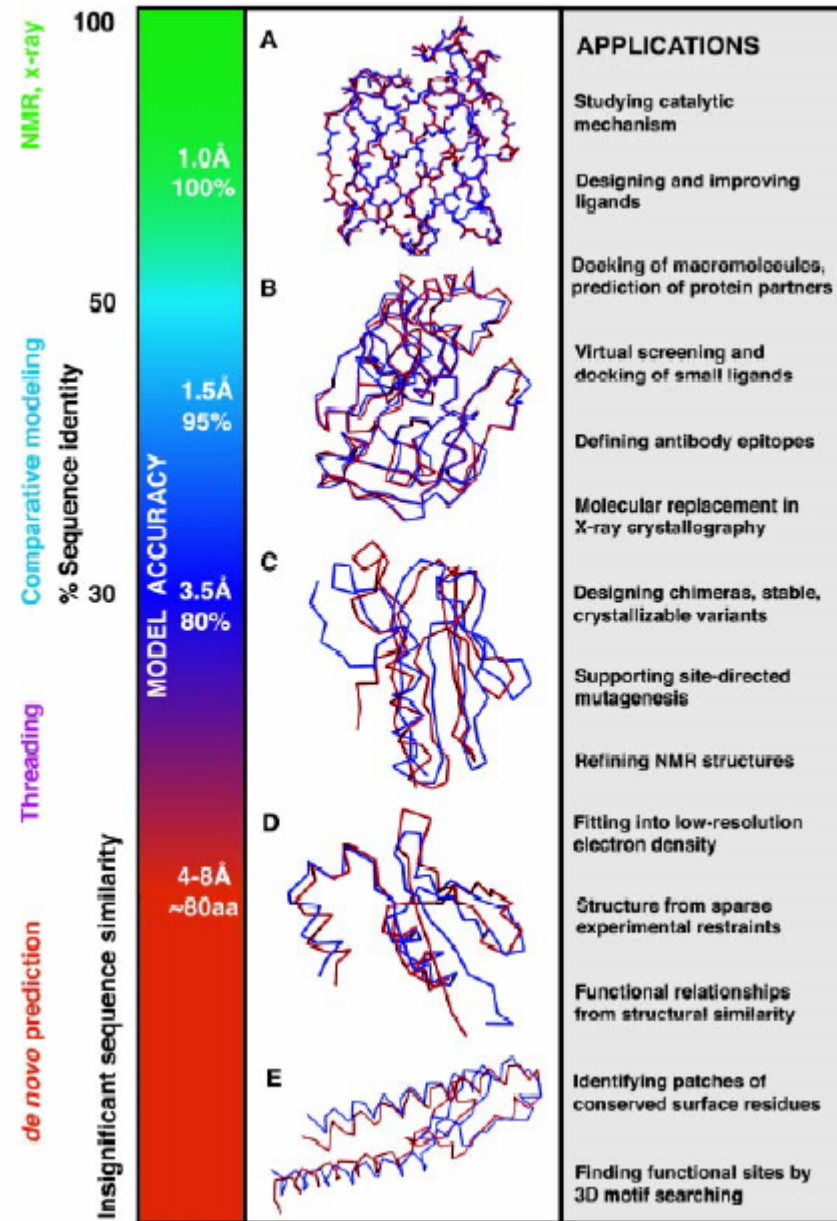 NMR, x-ray
Comparative modeling
Threading
de novo prediction
100
50
% Sequence identity
30
Insignificant sequence similarity
MODEL ACCURACY
1.0Å
100%
1.5Å
95%
3.5Å
80%
4-8Å
~80aa
A
B
C
D
E
APPLICATIONS
Studying catalytic
mechanism
Designing and improving
ligands
Docking of macromolecules,
prediction of protein partners
Virtual screening and
docking of small ligands
Defining antibody epitopes
Molecular replacement in
X-ray crystallography
Designing chimeras, stable,
crystallizable variants
Supporting site-directed
mutagenesis
Refining NMR structures
Fitting into low-resolution
electron density
Structure from sparse
experimental restraints
Functional relationships
from structural similarity
Identifying patches of
conserved surface residues
Finding functional sites by
3D motif searching